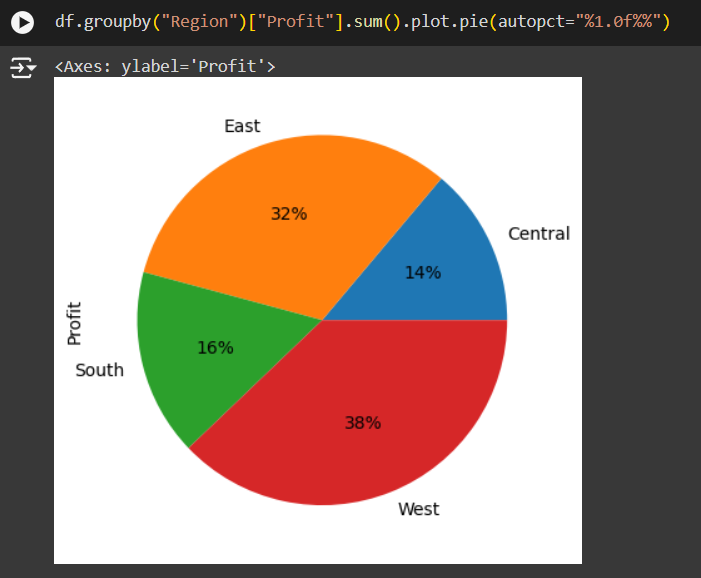 df.groupby("Region")["Profit"].sum().plot.pie(autopct="%1.0f%%")
<Axes: ylabel='Profit'>
East
32%
Central
14%
Profit
16%
South
38%
West